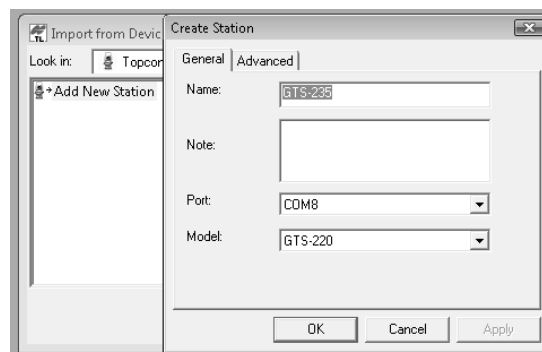 TL Import from Devic
Look in: Topcor
Add New Station
Create Station
General Advanced
Name: GTS-235
Note:
Port: COM8
Model: GTS-220
OK Cancel Apply